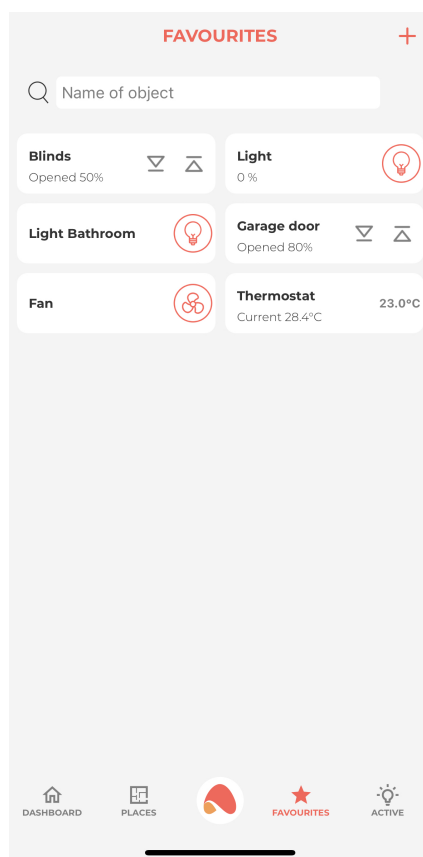 FAVOURITES
Name of object
Blinds
Opened 50%
Light
0 %
Light Bathroom
Garage door
Opened 80%
Fan
Thermostat
Current 28.4°C
23.0°C
DASHBOARD
PLACES
FAVOURITES
ACTIVE